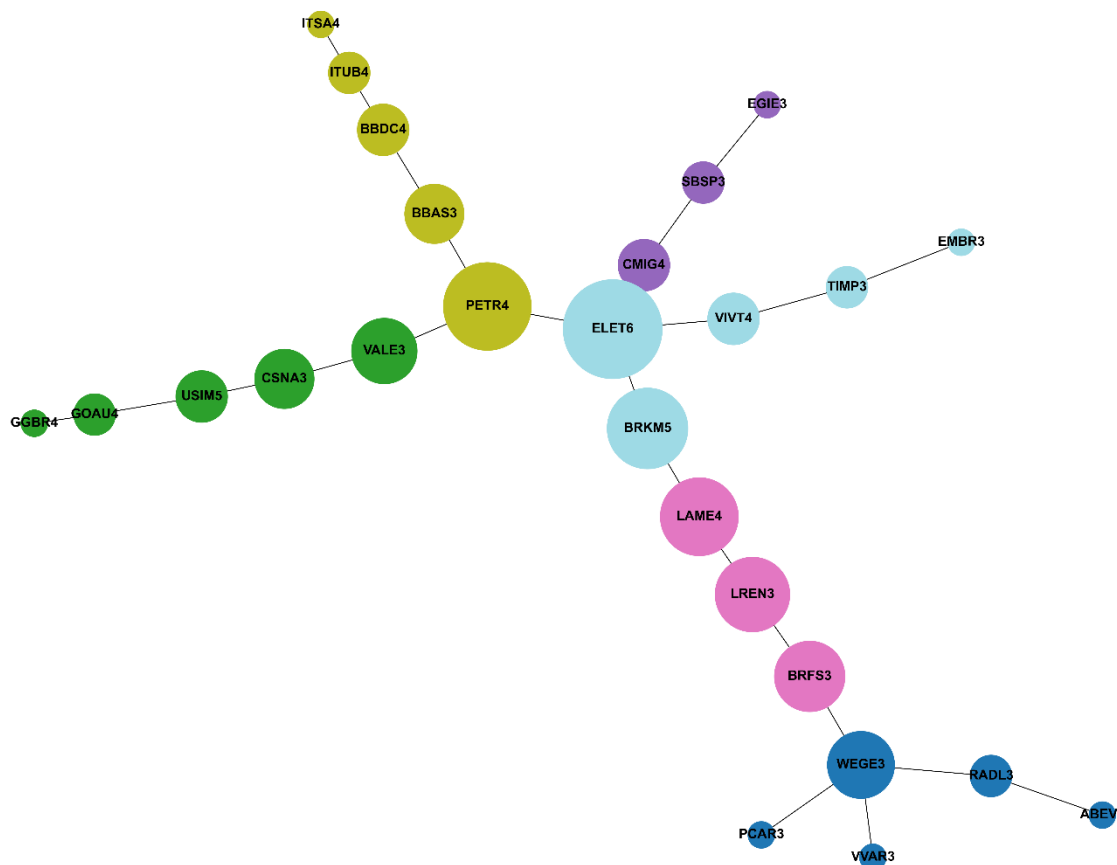 ITSA4
ITUB4
BBDC4
EGIE3
SBSP3
BBAS3
EMBR3
CMIG4
TIMP3
PETR4
VIVT4
ELET6
VALE3
CSNA3
USIM5
GOAU4
GGBR4
BRKM5
LAME4
LREN3
BRFS3
WEGE3
RADL3
ABEV
PCAR3
VVAR3